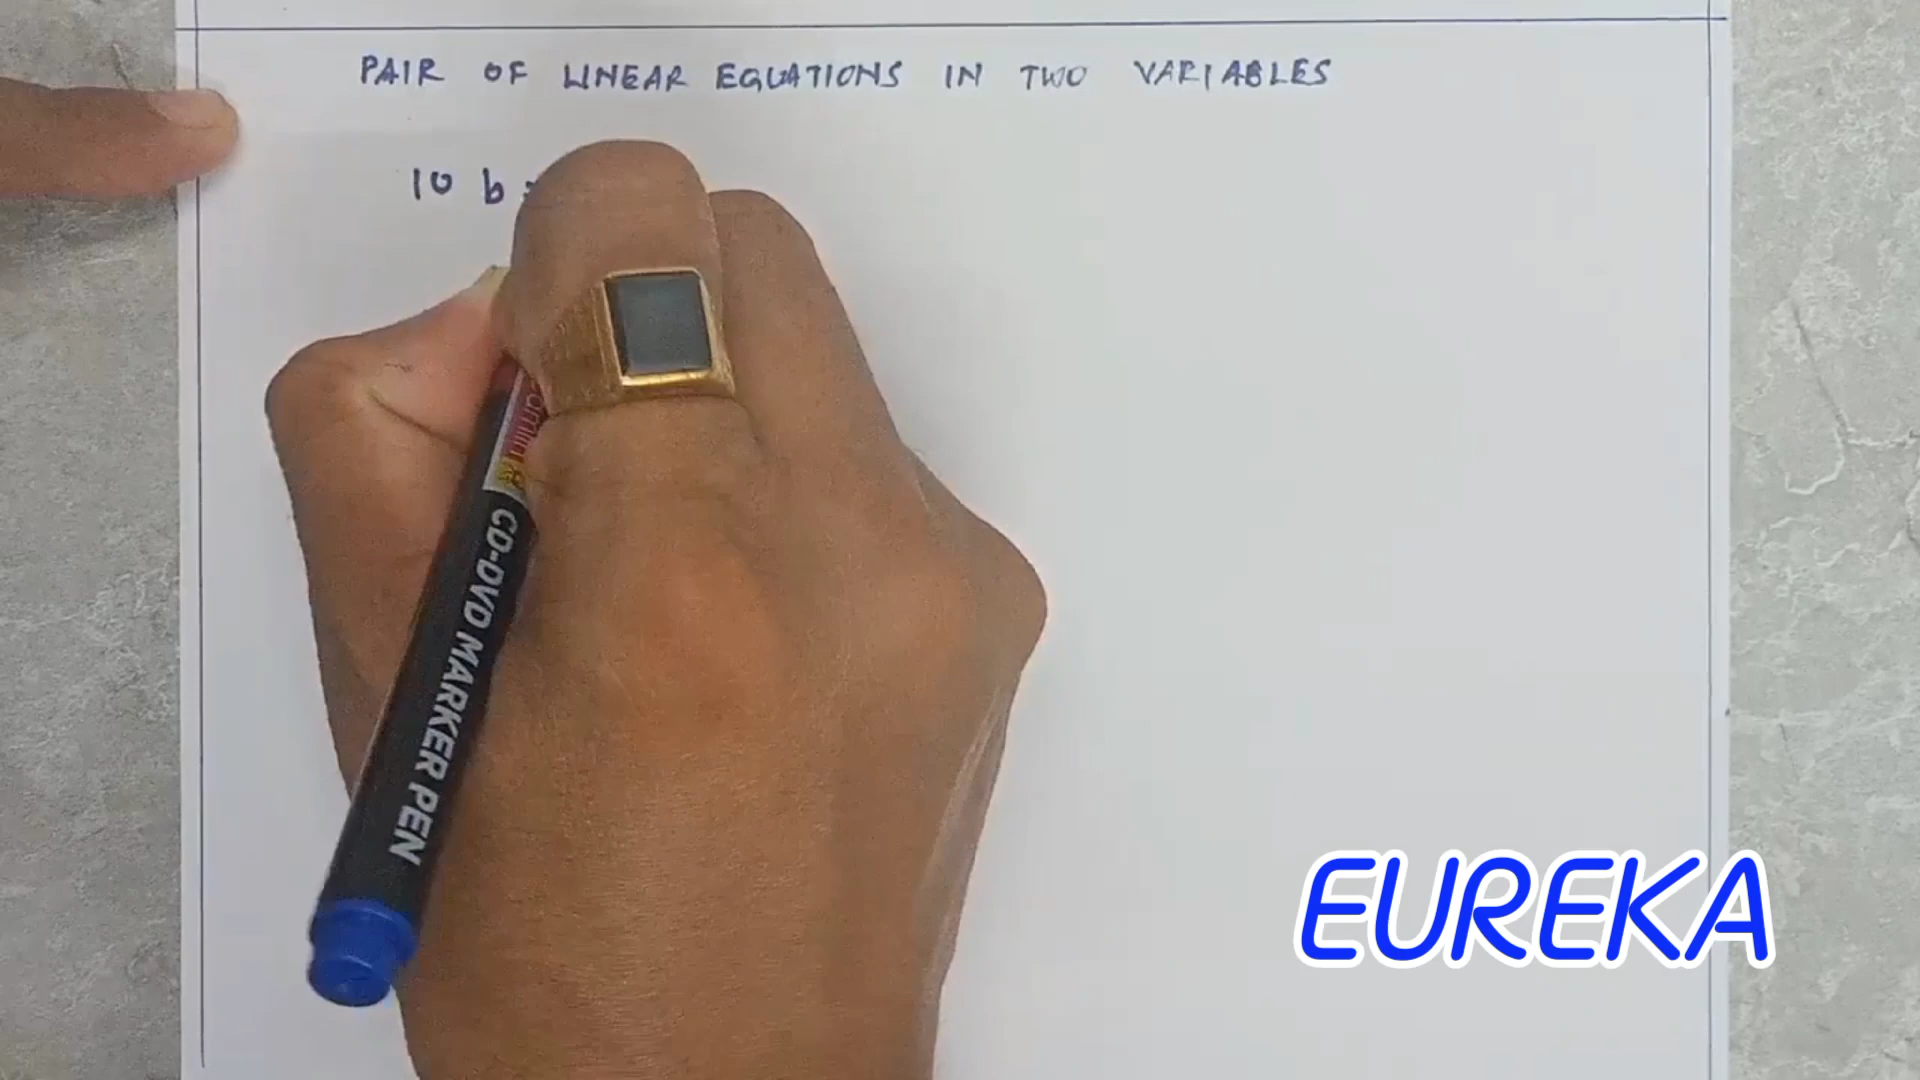 PAIR OF LINEAR EQUATIONS IN TWO VARIABLES
10 b
CD-DVD MARKER PEN
EUREKA